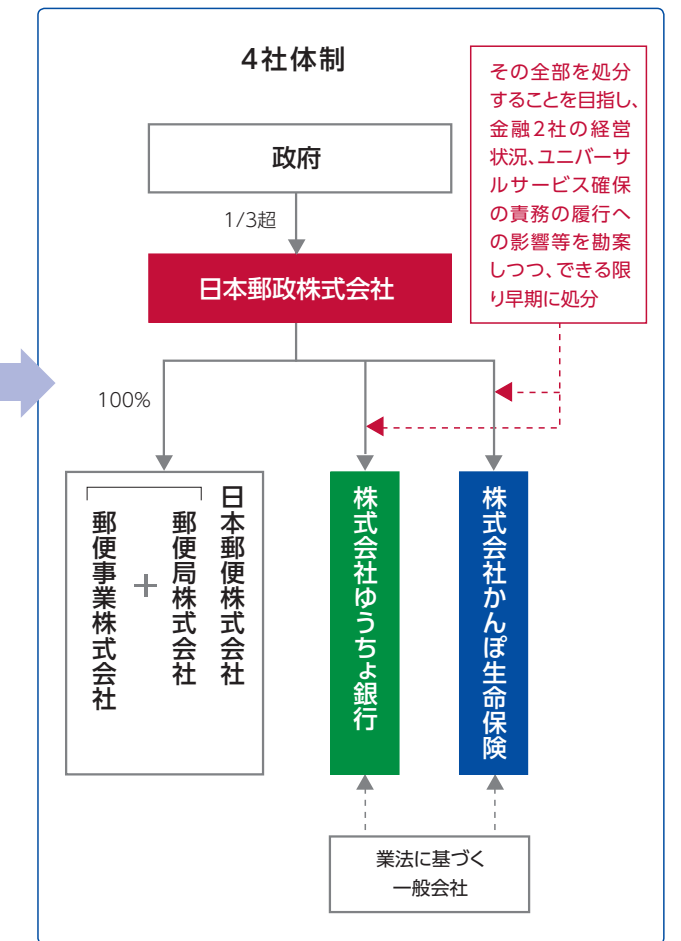 4社体制
政府
1/3超
日本郵政株式会社
その全部を処分
することを目指し、
金融2社の経営
状況、ユニバーサ
ルサービス確保
の責務の履行へ
の影響等を勘案
しつつ、できる限
り早期に処分
100%
日本郵便株式会社
郵便局株式会社
+
郵便事業株式会社
株式会社ゆうちょ銀行
株式会社かんぽ生命保険
業法に基づく
一般会社